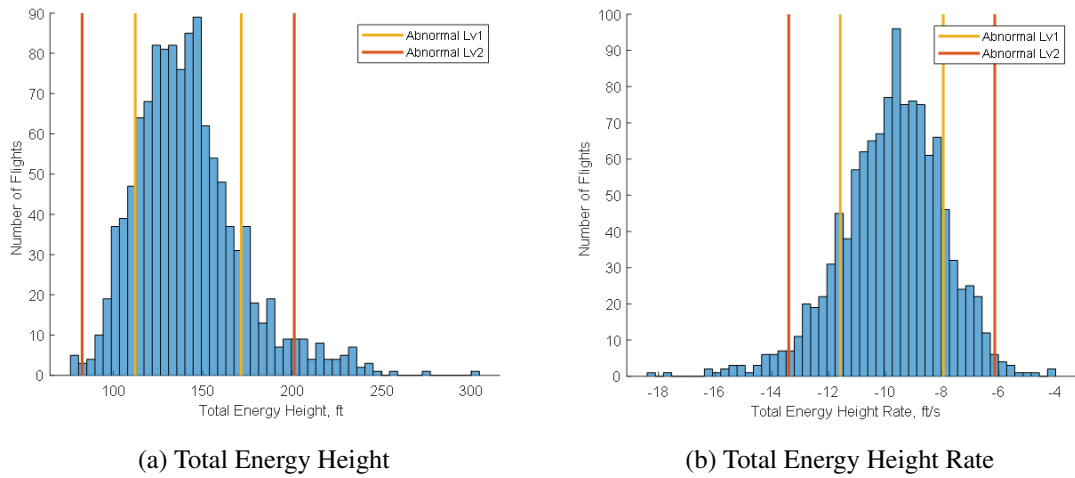 90
80
70
60
50
40
30
20
10
0
Number of Flights
Abnormal Lv1
Abnormal Lv2
100 150 200 250 300
Total Energy Height, ft
(a) Total Energy Height
100
90
80
70
60
50
40
30
20
10
0
Number of Flights
Abnormal Lv1
Abnormal Lv2
-18 -16 -14 -12 -10 -8 -6 -4
Total Energy Height Rate, ft/s
(b) Total Energy Height Rate